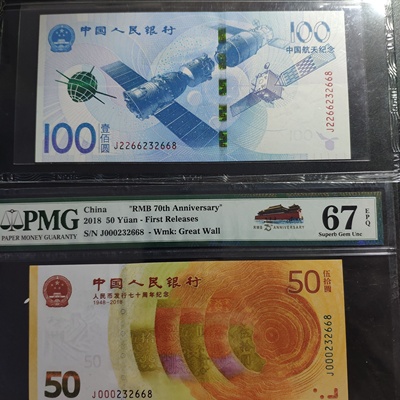 中国人民银行
100
中国航天纪念
J2266232668
100 壹佰圆
J2266232668
PMG
PAPER MONEY GUARANTY
China "RMB 70th Anniversary"
2018 50 Yüan - First Releases
S/N J000232668 - Wmk: Great Wall
RMB 70th ANNIVERSARY
67 EPQ
Superb Gem Unc
中国人民银行
人民币发行七十周年纪念
1948-2018
50 伍拾圆
J000232668
50
J000232668